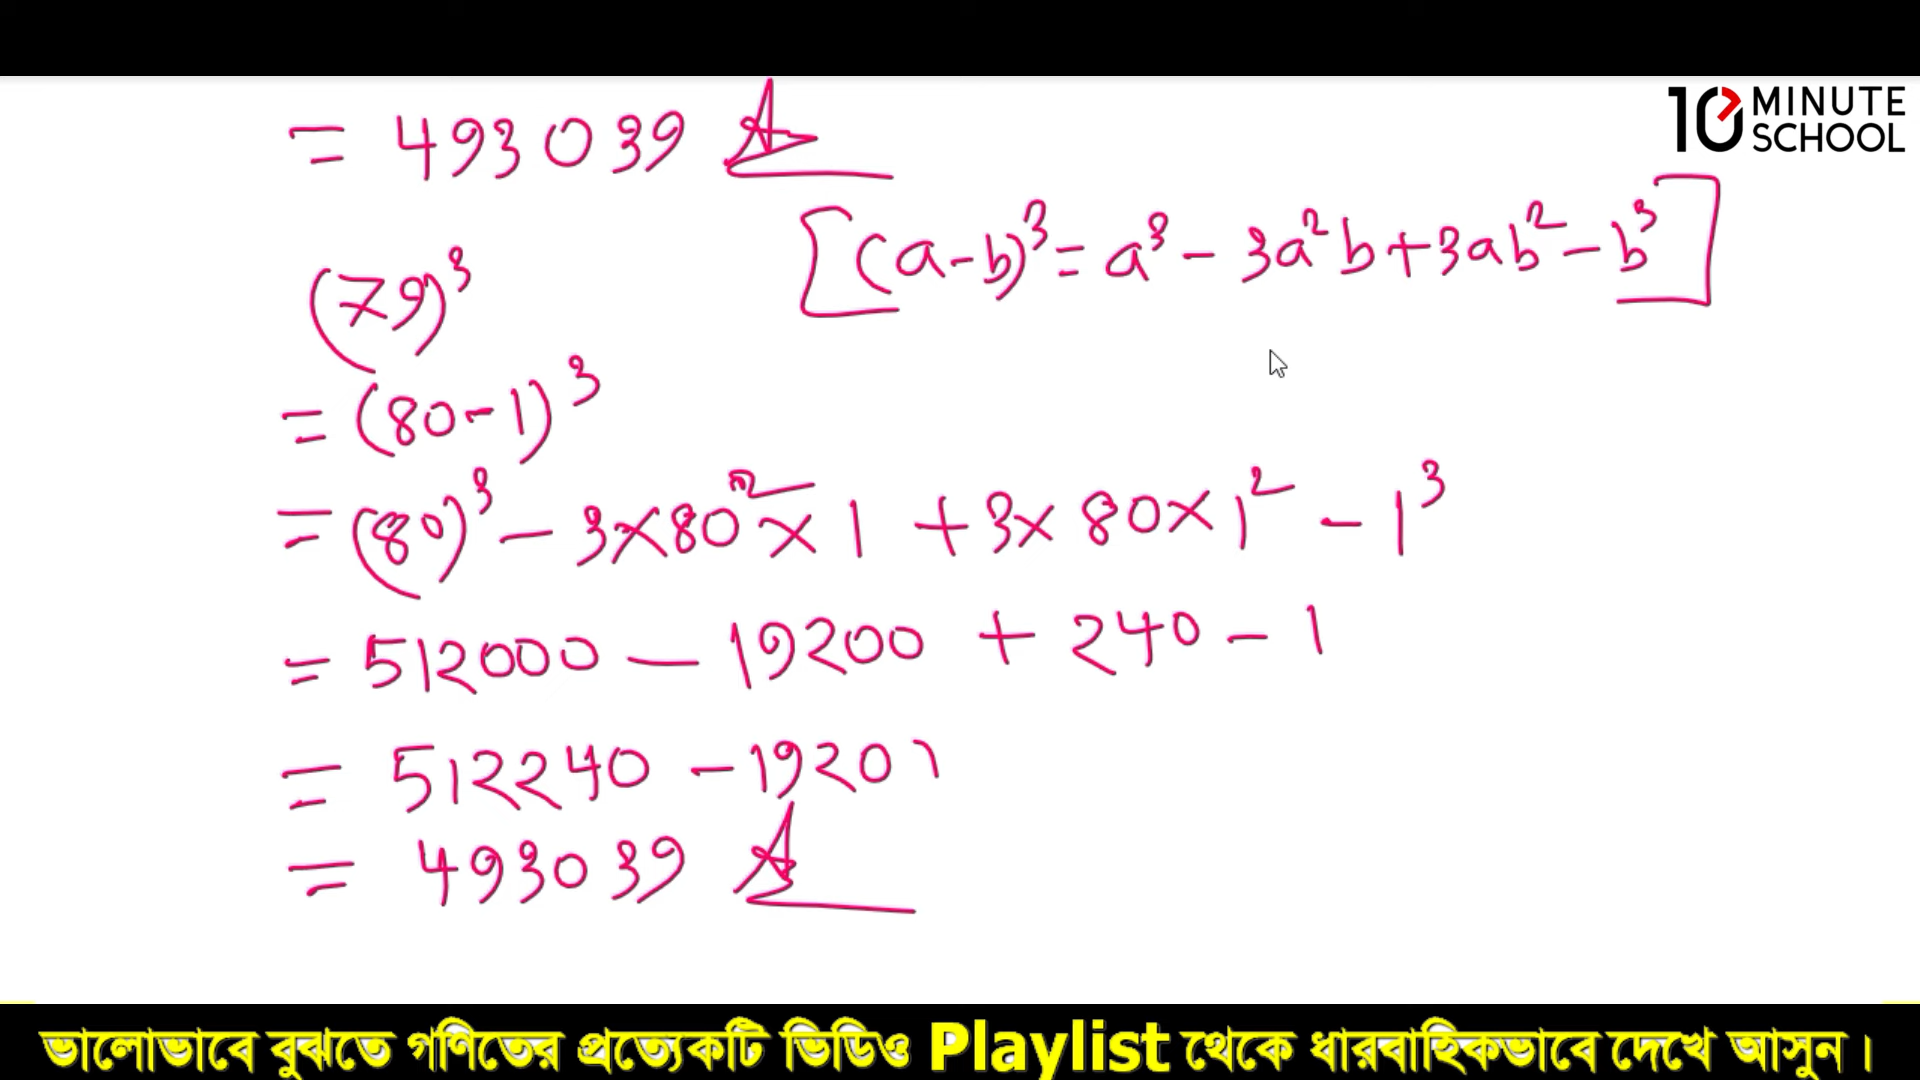 = 493039 A
10 MINUTE
SCHOOL
[(a-b)³ = a³ - 3a²b + 3ab² - b³]
(79)³
= (80-1)³
= (80)³ - 3×80²×1 + 3×80×1² - 1³
= 512000 - 19200 + 240 - 1
= 512240 - 19201
= 493039 A
ভালোভাবে বুঝতে গণিতের প্রত্যেকটি ভিডিও Playlist থেকে ধারবাহিকভাবে দেখে আসুন।